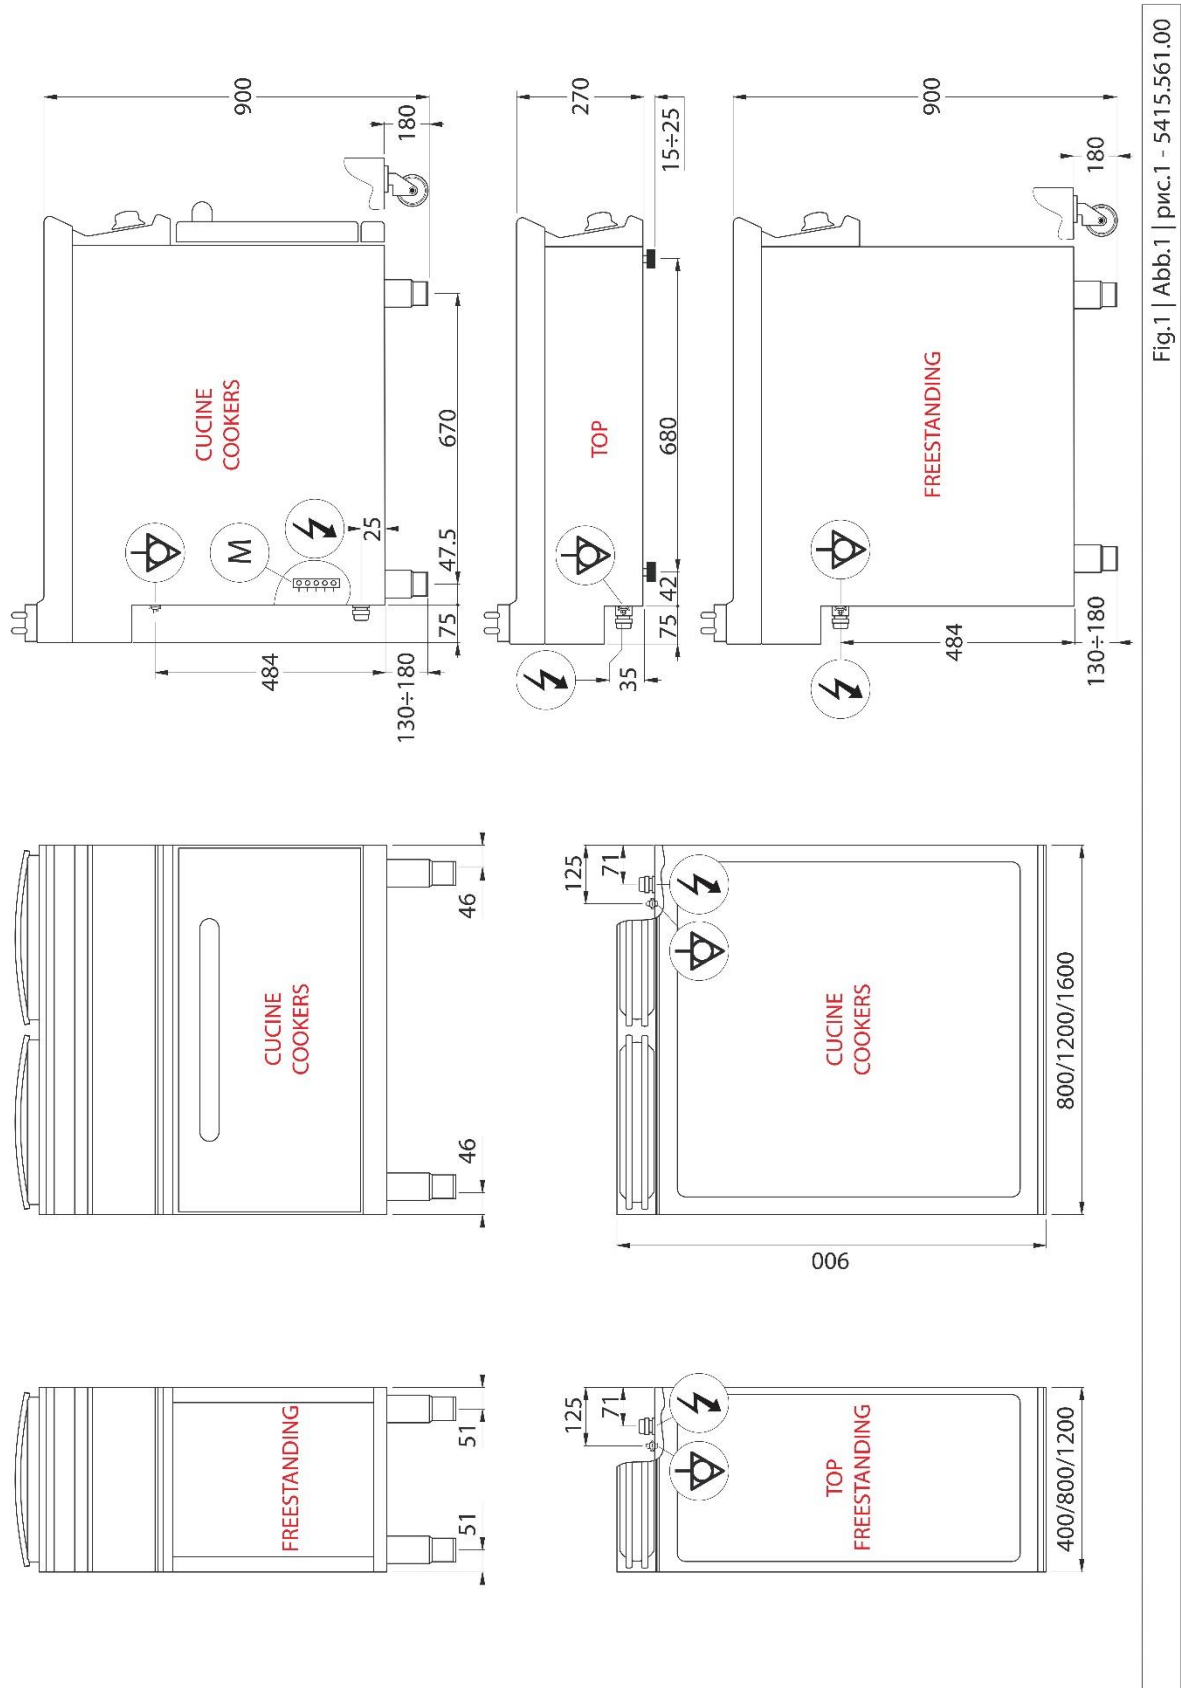 FREESTANDING
51
51
CUCINE
COOKERS
46
46
CUCINE
COOKERS
M
900
484
25
180
130÷180
75
47.5
670
125
71
TOP
FREESTANDING
400/800/1200
125
71
CUCINE
COOKERS
900
800/1200/1600
270
TOP
35
15÷25
75
42
680
FREESTANDING
900
484
180
130÷180
Fig.1 | Abb.1 | рис.1 - 5415.561.00